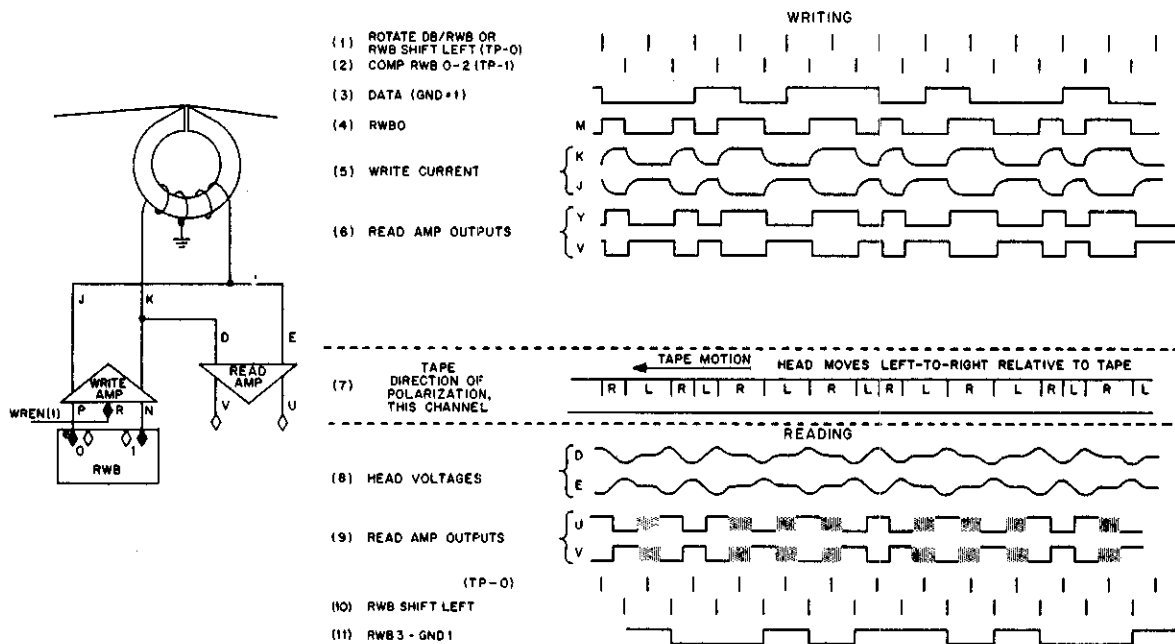 WRITING
(1) ROTATE DB/RWB OR
RWB SHIFT LEFT (TP-0)
(2) COMP RWB 0-2 (TP-1)
(3) DATA (GND=1)
(4) RWB0 M
(5) WRITE CURRENT K
J
(6) READ AMP OUTPUTS Y
V
J K D E
WRITE AMP
READ AMP
P R N V U
WREN(1)
0 1
RWB
TAPE MOTION HEAD MOVES LEFT-TO-RIGHT RELATIVE TO TAPE
(7) TAPE
DIRECTION OF
POLARIZATION,
THIS CHANNEL
R L R L R L R L R L R L R L R L
READING
(8) HEAD VOLTAGES D
E
(9) READ AMP OUTPUTS U
V
(TP-0)
(10) RWB SHIFT LEFT
(11) RWB3 - GND 1